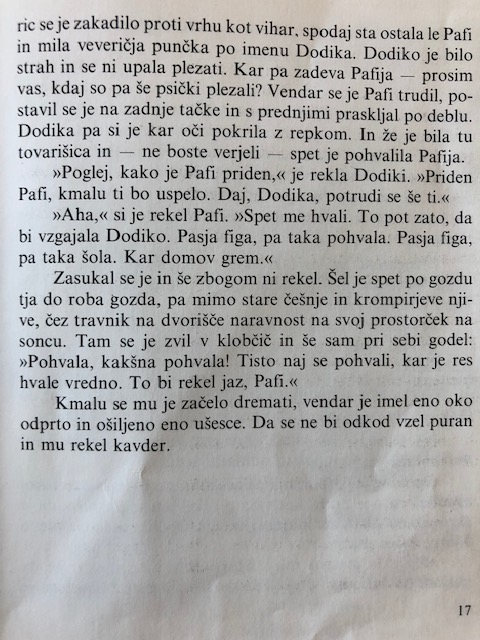 ric se je zakadilo proti vrhu kot vihar, spodaj sta ostala le Pafi
in mila veveričja punčka po imenu Dodika. Dodiko je bilo
strah in se ni upala plezati. Kar pa zadeva Pafija — prosim
vas, kdaj so pa še psički plezali? Vendar se je Pafi trudil, po-
stavil se je na zadnje tačke in s prednjimi praskljal po deblu.
Dodika pa si je kar oči pokrila z repkom. In že je bila tu
tovarišica in — ne boste verjeli — spet je pohvalila Pafija.
»Poglej, kako je Pafi priden,« je rekla Dodiki. »Priden
Pafi, kmalu ti bo uspelo. Daj, Dodika, potrudi se še ti.«
»Aha,« si je rekel Pafi. »Spet me hvali. To pot zato, da
bi vzgajala Dodiko. Pasja figa, pa taka pohvala. Pasja figa,
pa taka šola. Kar domov grem.«
Zasukal se je in še zbogom ni rekel. Šel je spet po gozdu
tja do roba gozda, pa mimo stare češnje in krompirjeve nji-
ve, čez travnik na dvorišče naravnost na svoj prostorček na
soncu. Tam se je zvil v klobčič in še sam pri sebi godel:
»Pohvala, kakšna pohvala! Tisto naj se pohvali, kar je res
hvale vredno. To bi rekel jaz, Pafi.«
Kmalu se mu je začelo dremati, vendar je imel eno oko
odprto in ošiljeno eno ušesce. Da se ne bi odkod vzel puran
in mu rekel kavder.
17